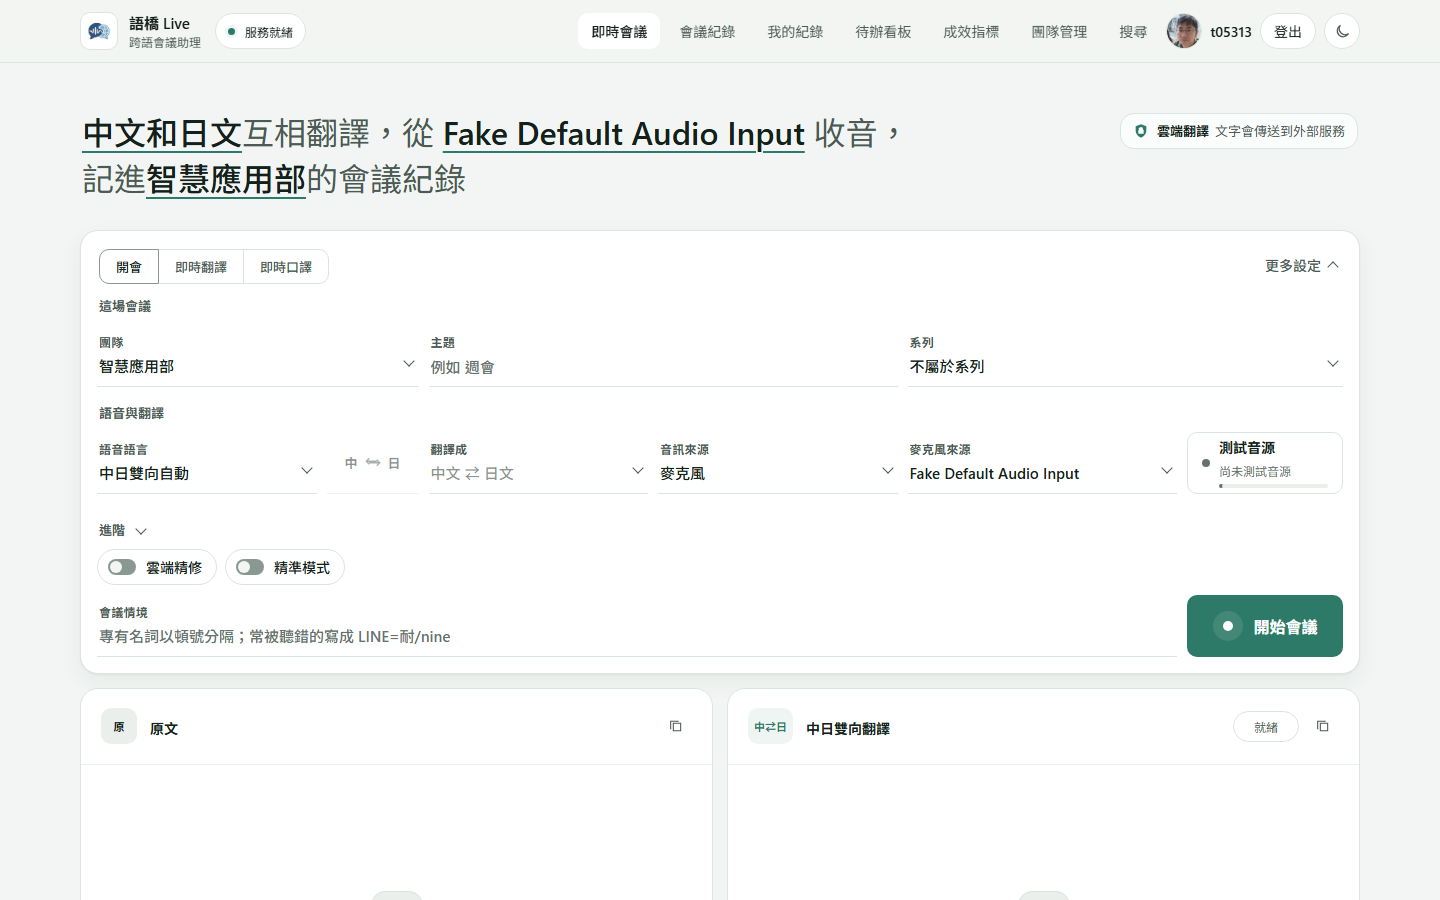 語橋 Live
跨語會議助理
服務就緒
即時會議
會議紀錄
我的紀錄
待辦看板
成效指標
團隊管理
搜尋
t05313
登出
中文和日文互相翻譯，從 Fake Default Audio Input 收音，
記進智慧應用部的會議紀錄
雲端翻譯 文字會傳送到外部服務
開會
即時翻譯
即時口譯
更多設定
這場會議
團隊
智慧應用部
主題
例如 週會
系列
不屬於系列
語音與翻譯
語音語言
中日雙向自動
中 ⟺ 日
翻譯成
中文 ⇄ 日文
音訊來源
麥克風
麥克風來源
Fake Default Audio Input
測試音源
尚未測試音源
進階
雲端精修
精準模式
會議情境
專有名詞以頓號分隔；常被聽錯的寫成 LINE=耐/nine
開始會議
原
原文
中⇄日
中日雙向翻譯
就緒